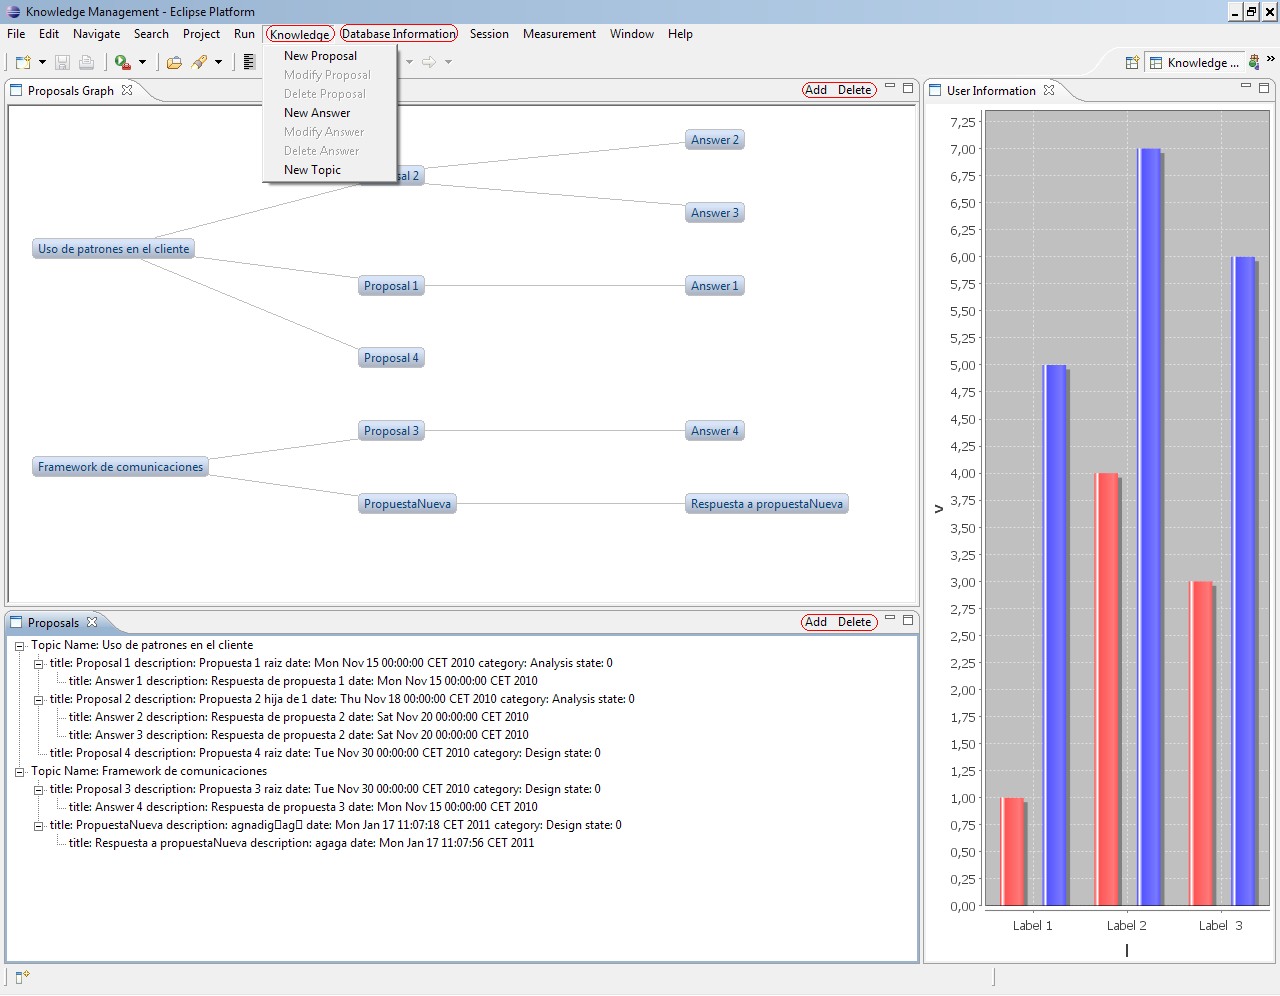 Knowledge Management - Eclipse Platform
File Edit Navigate Search Project Run Knowledge Database Information Session Measurement Window Help
New Proposal
Modify Proposal
Delete Proposal
New Answer
Modify Answer
Delete Answer
New Topic
Knowledge ...
Proposals Graph
Add Delete
Answer 2
sal 2
Answer 3
Uso de patrones en el cliente
Proposal 1
Answer 1
Proposal 4
Proposal 3
Answer 4
Framework de comunicaciones
PropuestaNueva
Respuesta a propuestaNueva
Proposals
Add Delete
Topic Name: Uso de patrones en el cliente
title: Proposal 1 description: Propuesta 1 raiz date: Mon Nov 15 00:00:00 CET 2010 category: Analysis state: 0
title: Answer 1 description: Respuesta de propuesta 1 date: Mon Nov 15 00:00:00 CET 2010
title: Proposal 2 description: Propuesta 2 hija de 1 date: Thu Nov 18 00:00:00 CET 2010 category: Analysis state: 0
title: Answer 2 description: Respuesta de propuesta 2 date: Sat Nov 20 00:00:00 CET 2010
title: Answer 3 description: Respuesta de propuesta 2 date: Sat Nov 20 00:00:00 CET 2010
title: Proposal 4 description: Propuesta 4 raiz date: Tue Nov 30 00:00:00 CET 2010 category: Design state: 0
Topic Name: Framework de comunicaciones
title: Proposal 3 description: Propuesta 3 raiz date: Tue Nov 30 00:00:00 CET 2010 category: Design state: 0
title: Answer 4 description: Respuesta de propuesta 3 date: Mon Nov 15 00:00:00 CET 2010
title: PropuestaNueva description: agnadig▯ag▯ date: Mon Jan 17 11:07:18 CET 2011 category: Design state: 0
title: Respuesta a propuestaNueva description: agaga date: Mon Jan 17 11:07:56 CET 2011
User Information
7,25
7,00
6,75
6,50
6,25
6,00
5,75
5,50
5,25
5,00
4,75
4,50
4,25
4,00
3,75
3,50
3,25
3,00
2,75
2,50
2,25
2,00
1,75
1,50
1,25
1,00
0,75
0,50
0,25
0,00
>
Label 1 Label 2 Label 3